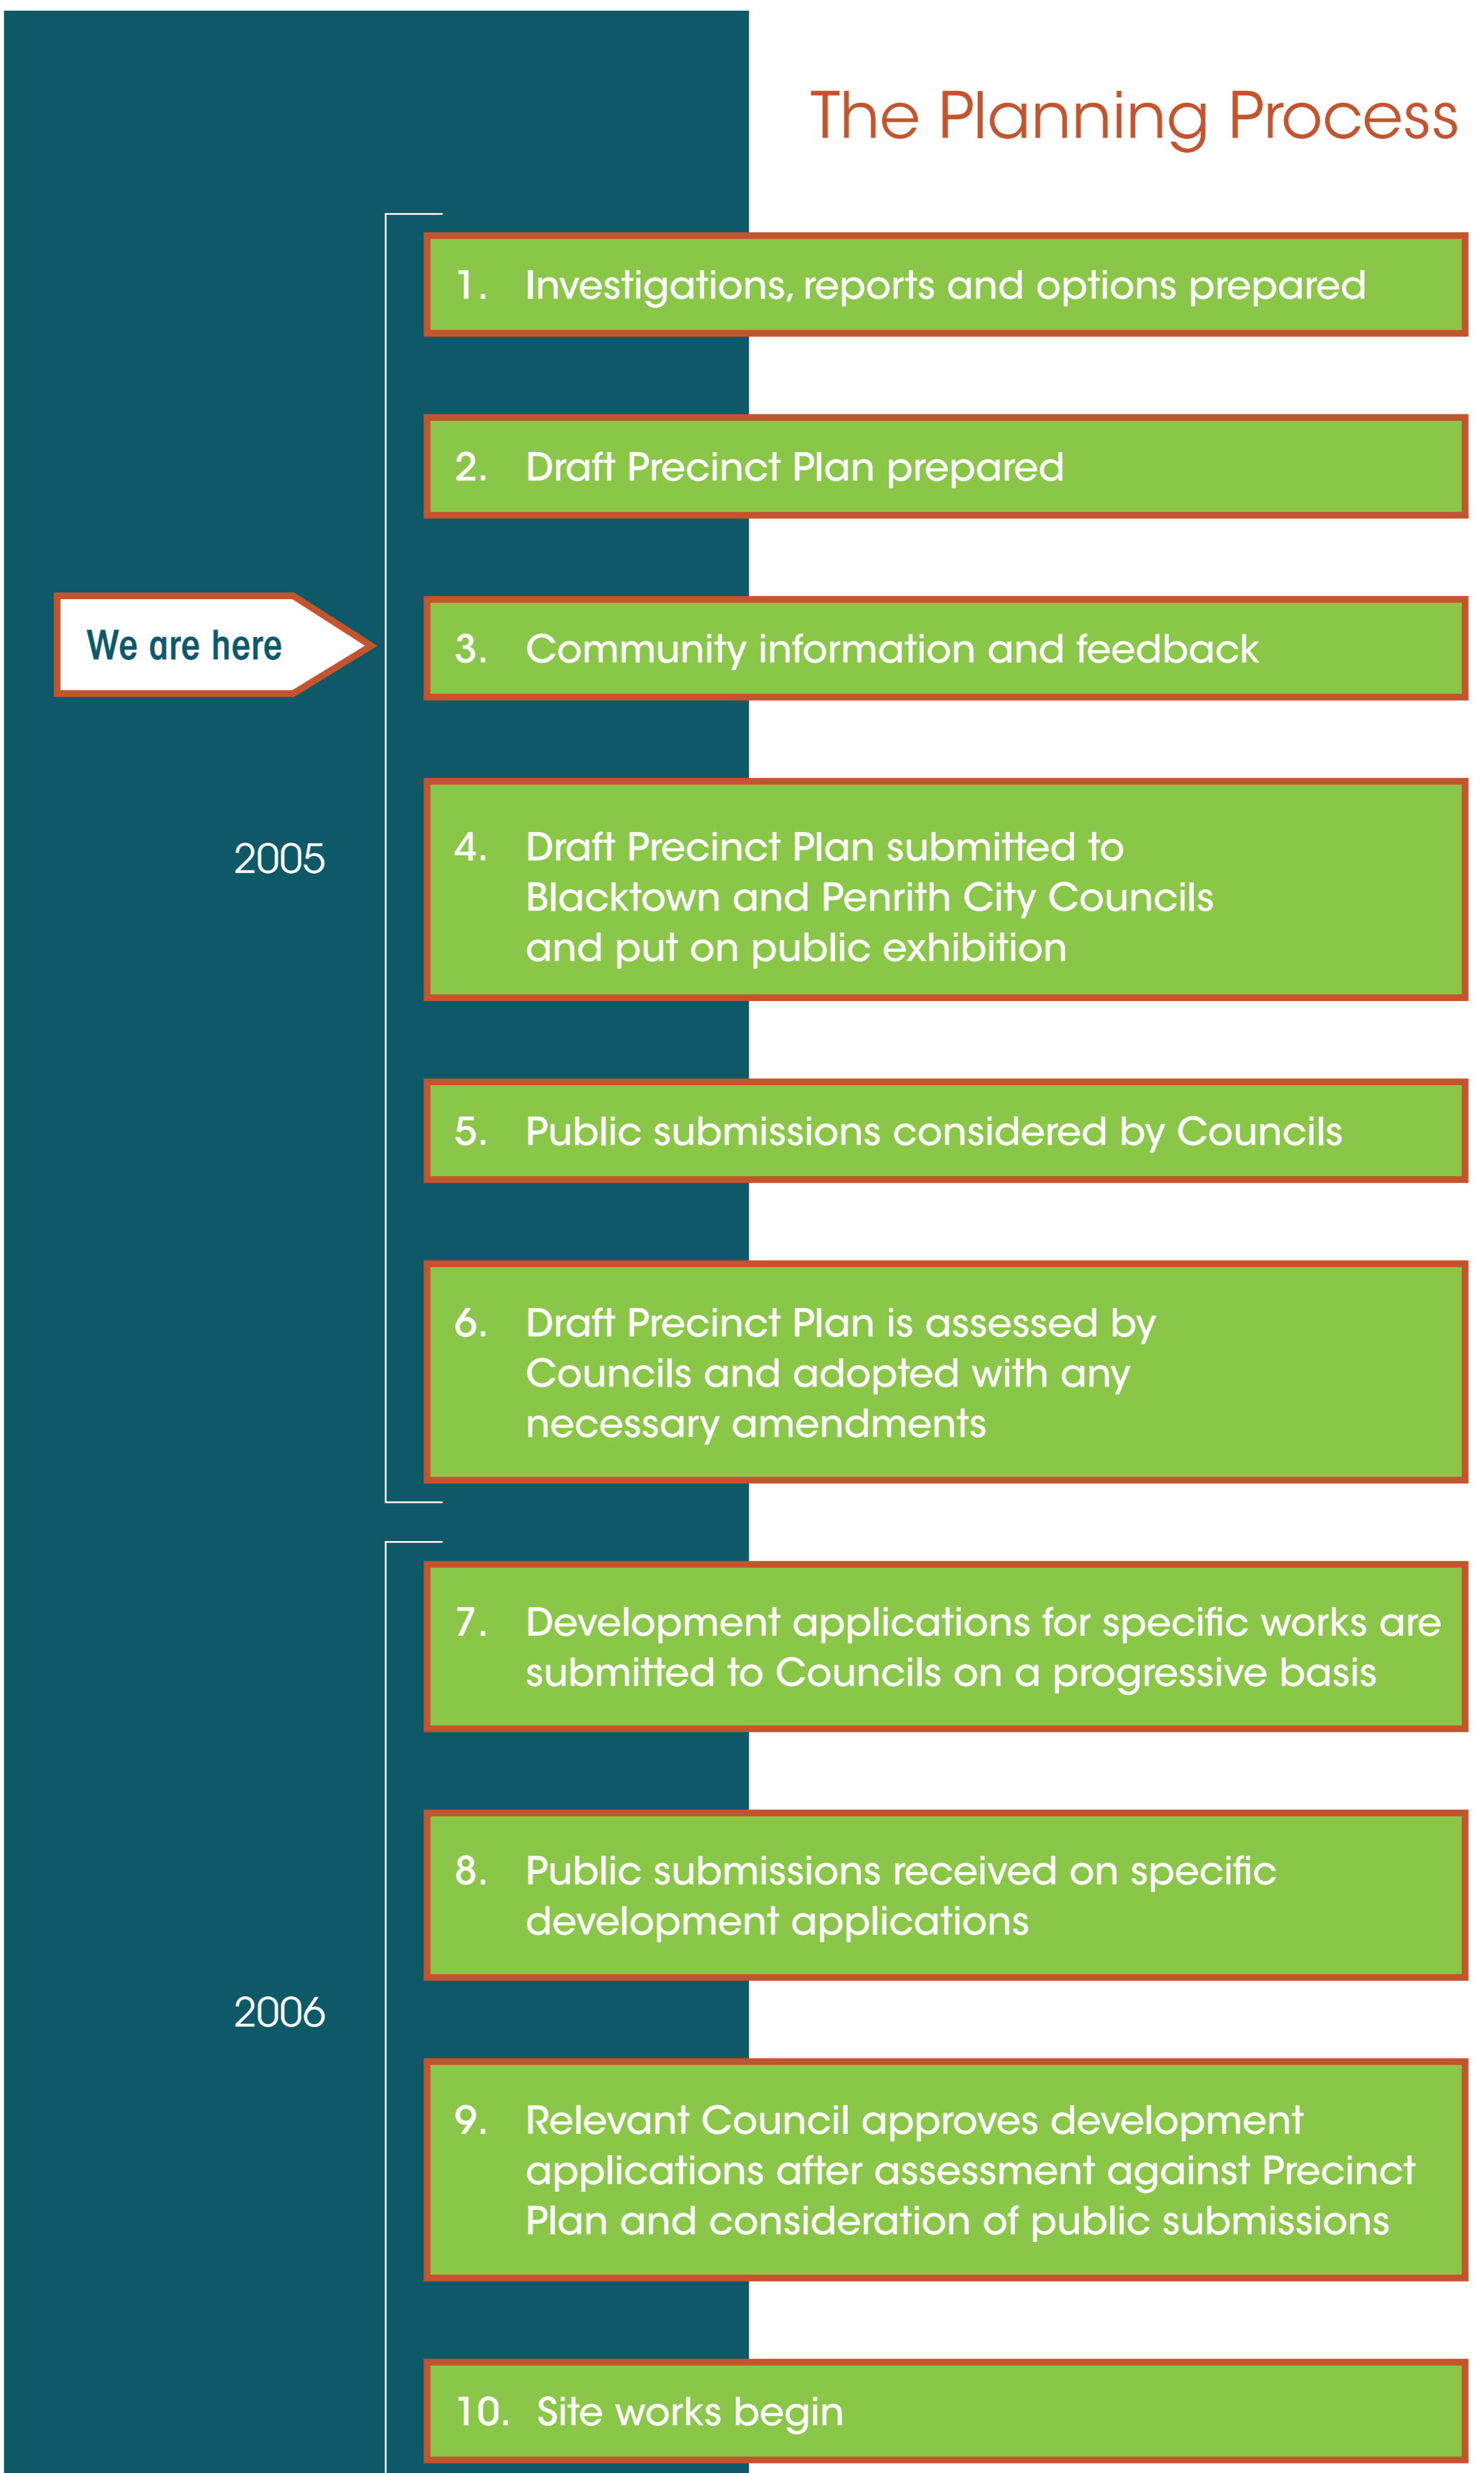 The Planning Process
1. Investigations, reports and options prepared
2. Draft Precinct Plan prepared
We are here
3. Community information and feedback
2005
4. Draft Precinct Plan submitted to
Blacktown and Penrith City Councils
and put on public exhibition
5. Public submissions considered by Councils
6. Draft Precinct Plan is assessed by
Councils and adopted with any
necessary amendments
7. Development applications for specific works are
submitted to Councils on a progressive basis
8. Public submissions received on specific
development applications
2006
9. Relevant Council approves development
applications after assessment against Precinct
Plan and consideration of public submissions
10. Site works begin